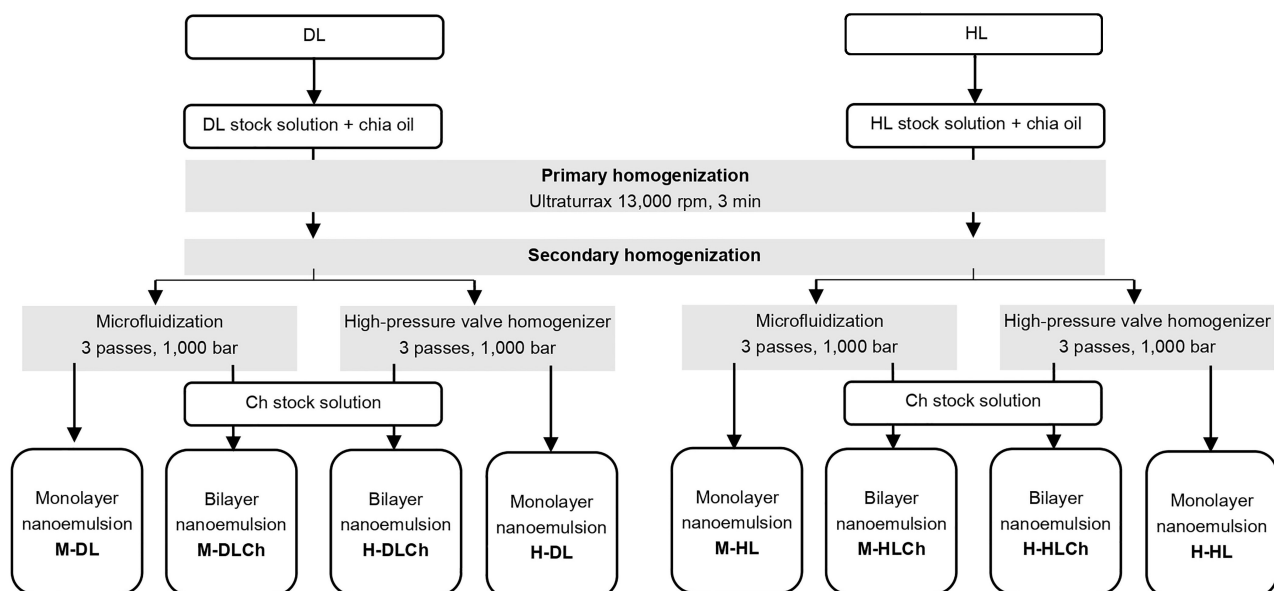 DL
HL
DL stock solution + chia oil
HL stock solution + chia oil
Primary homogenization
Ultraturrax 13,000 rpm, 3 min
Secondary homogenization
Microfluidization
3 passes, 1,000 bar
High-pressure valve homogenizer
3 passes, 1,000 bar
Microfluidization
3 passes, 1,000 bar
High-pressure valve homogenizer
3 passes, 1,000 bar
Ch stock solution
Ch stock solution
Monolayer
nanoemulsion
M-DL
Bilayer
nanoemulsion
M-DLCh
Bilayer
nanoemulsion
H-DLCh
Monolayer
nanoemulsion
H-DL
Monolayer
nanoemulsion
M-HL
Bilayer
nanoemulsion
M-HLCh
Bilayer
nanoemulsion
H-HLCh
Monolayer
nanoemulsion
H-HL